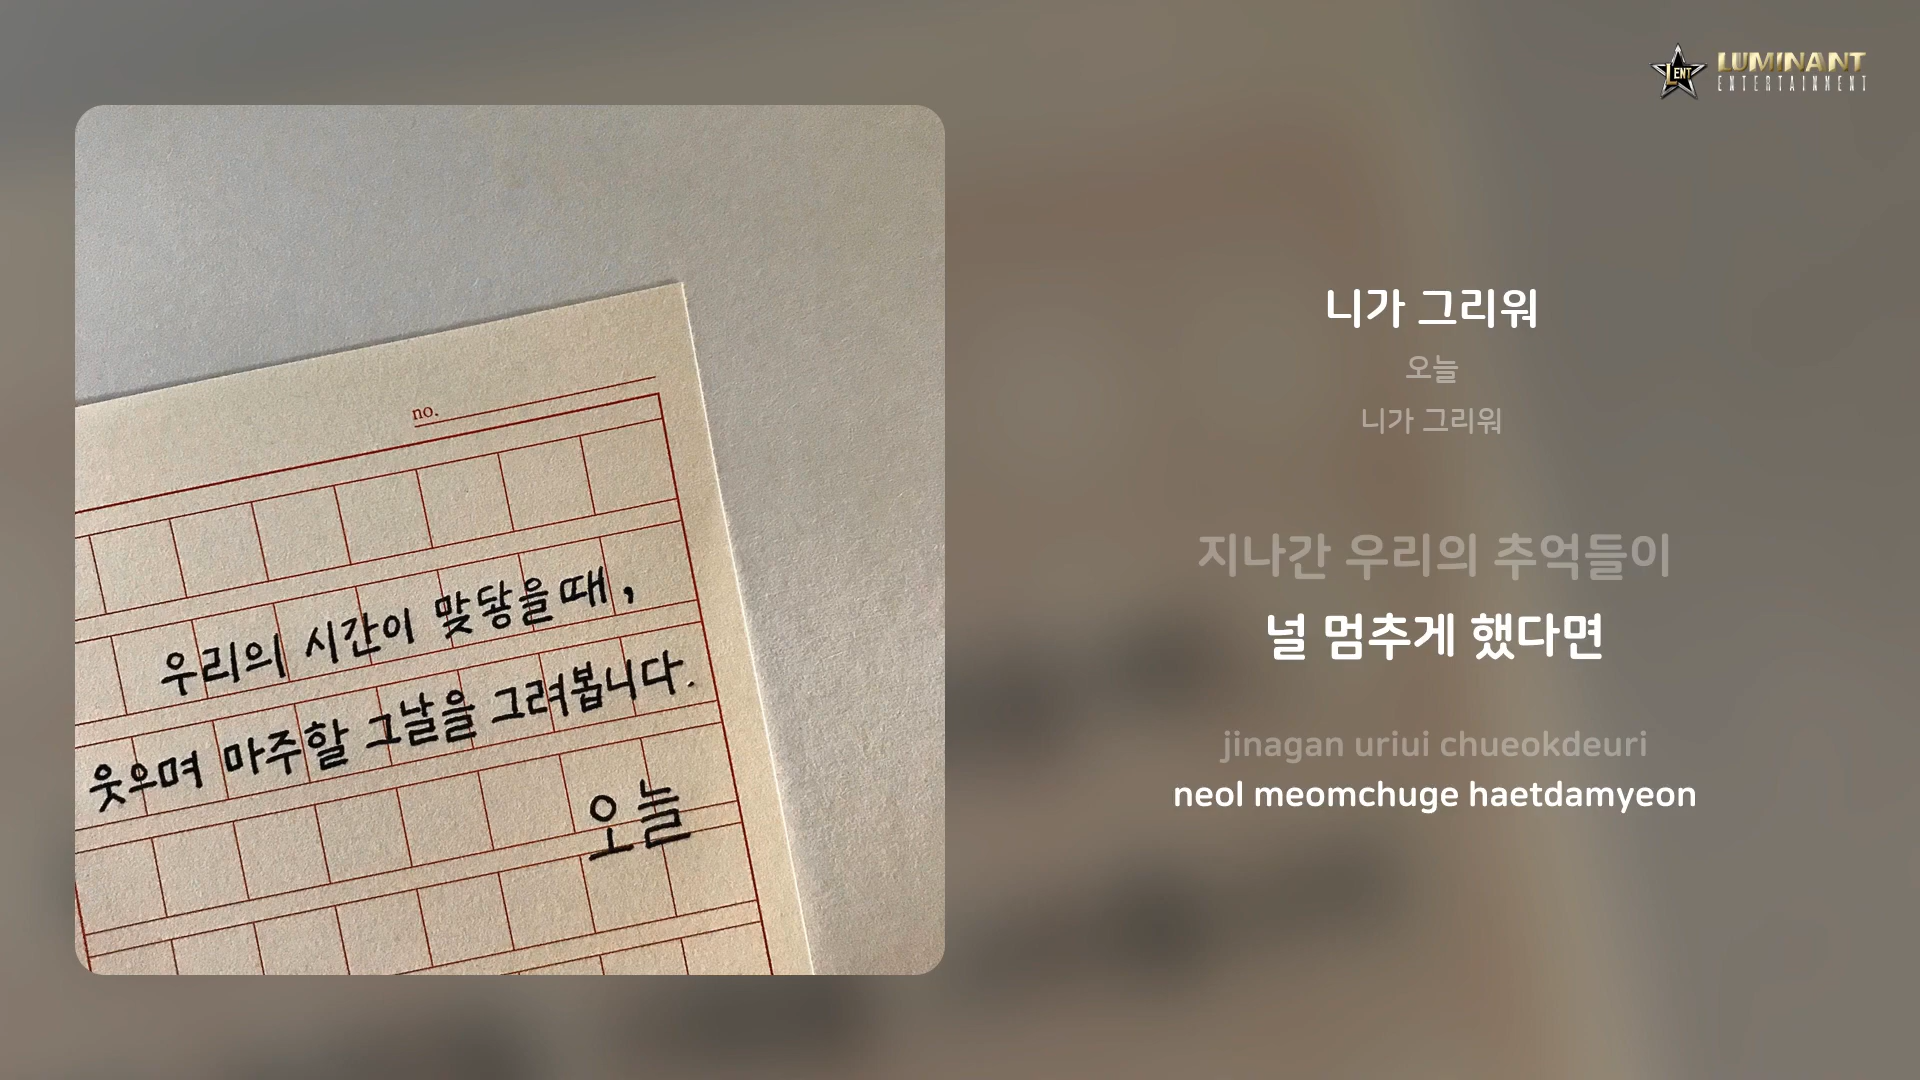 LENT
LUMINANT
ENTERTAINMENT
no.
우리의 시간이 맞닿을 때,
웃으며 마주할 그날을 그려봅니다.
오늘
니가 그리워
오늘
니가 그리워
지나간 우리의 추억들이
널 멈추게 했다면
jinagan uriui chueokdeuri
neol meomchuge haetdamyeon